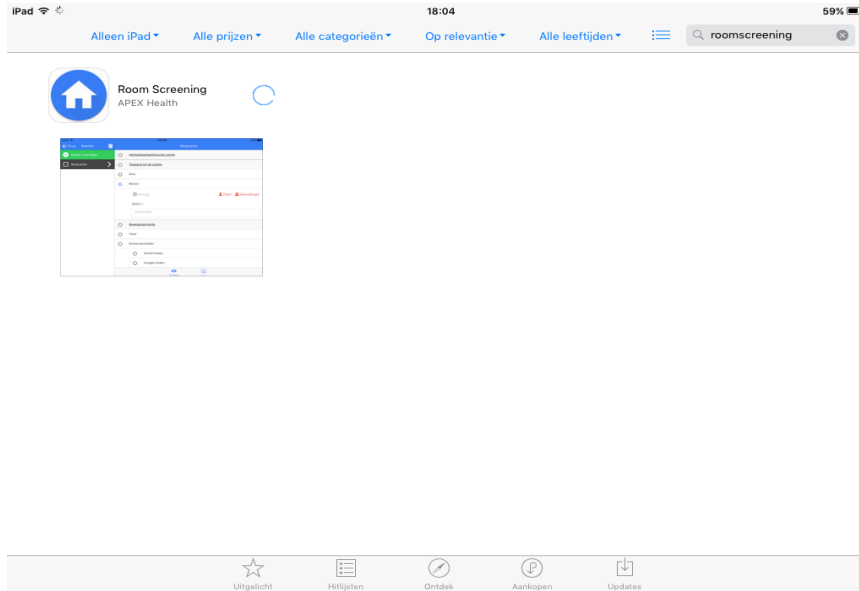 iPad
18:04
59%
Alleen iPad
Alle prijzen
Alle categorieën
Op relevantie
Alle leeftijden
roomscreening
Room Screening
APEX Health
Uitgelicht
Hitlijsten
Ontdek
Aankopen
Updates